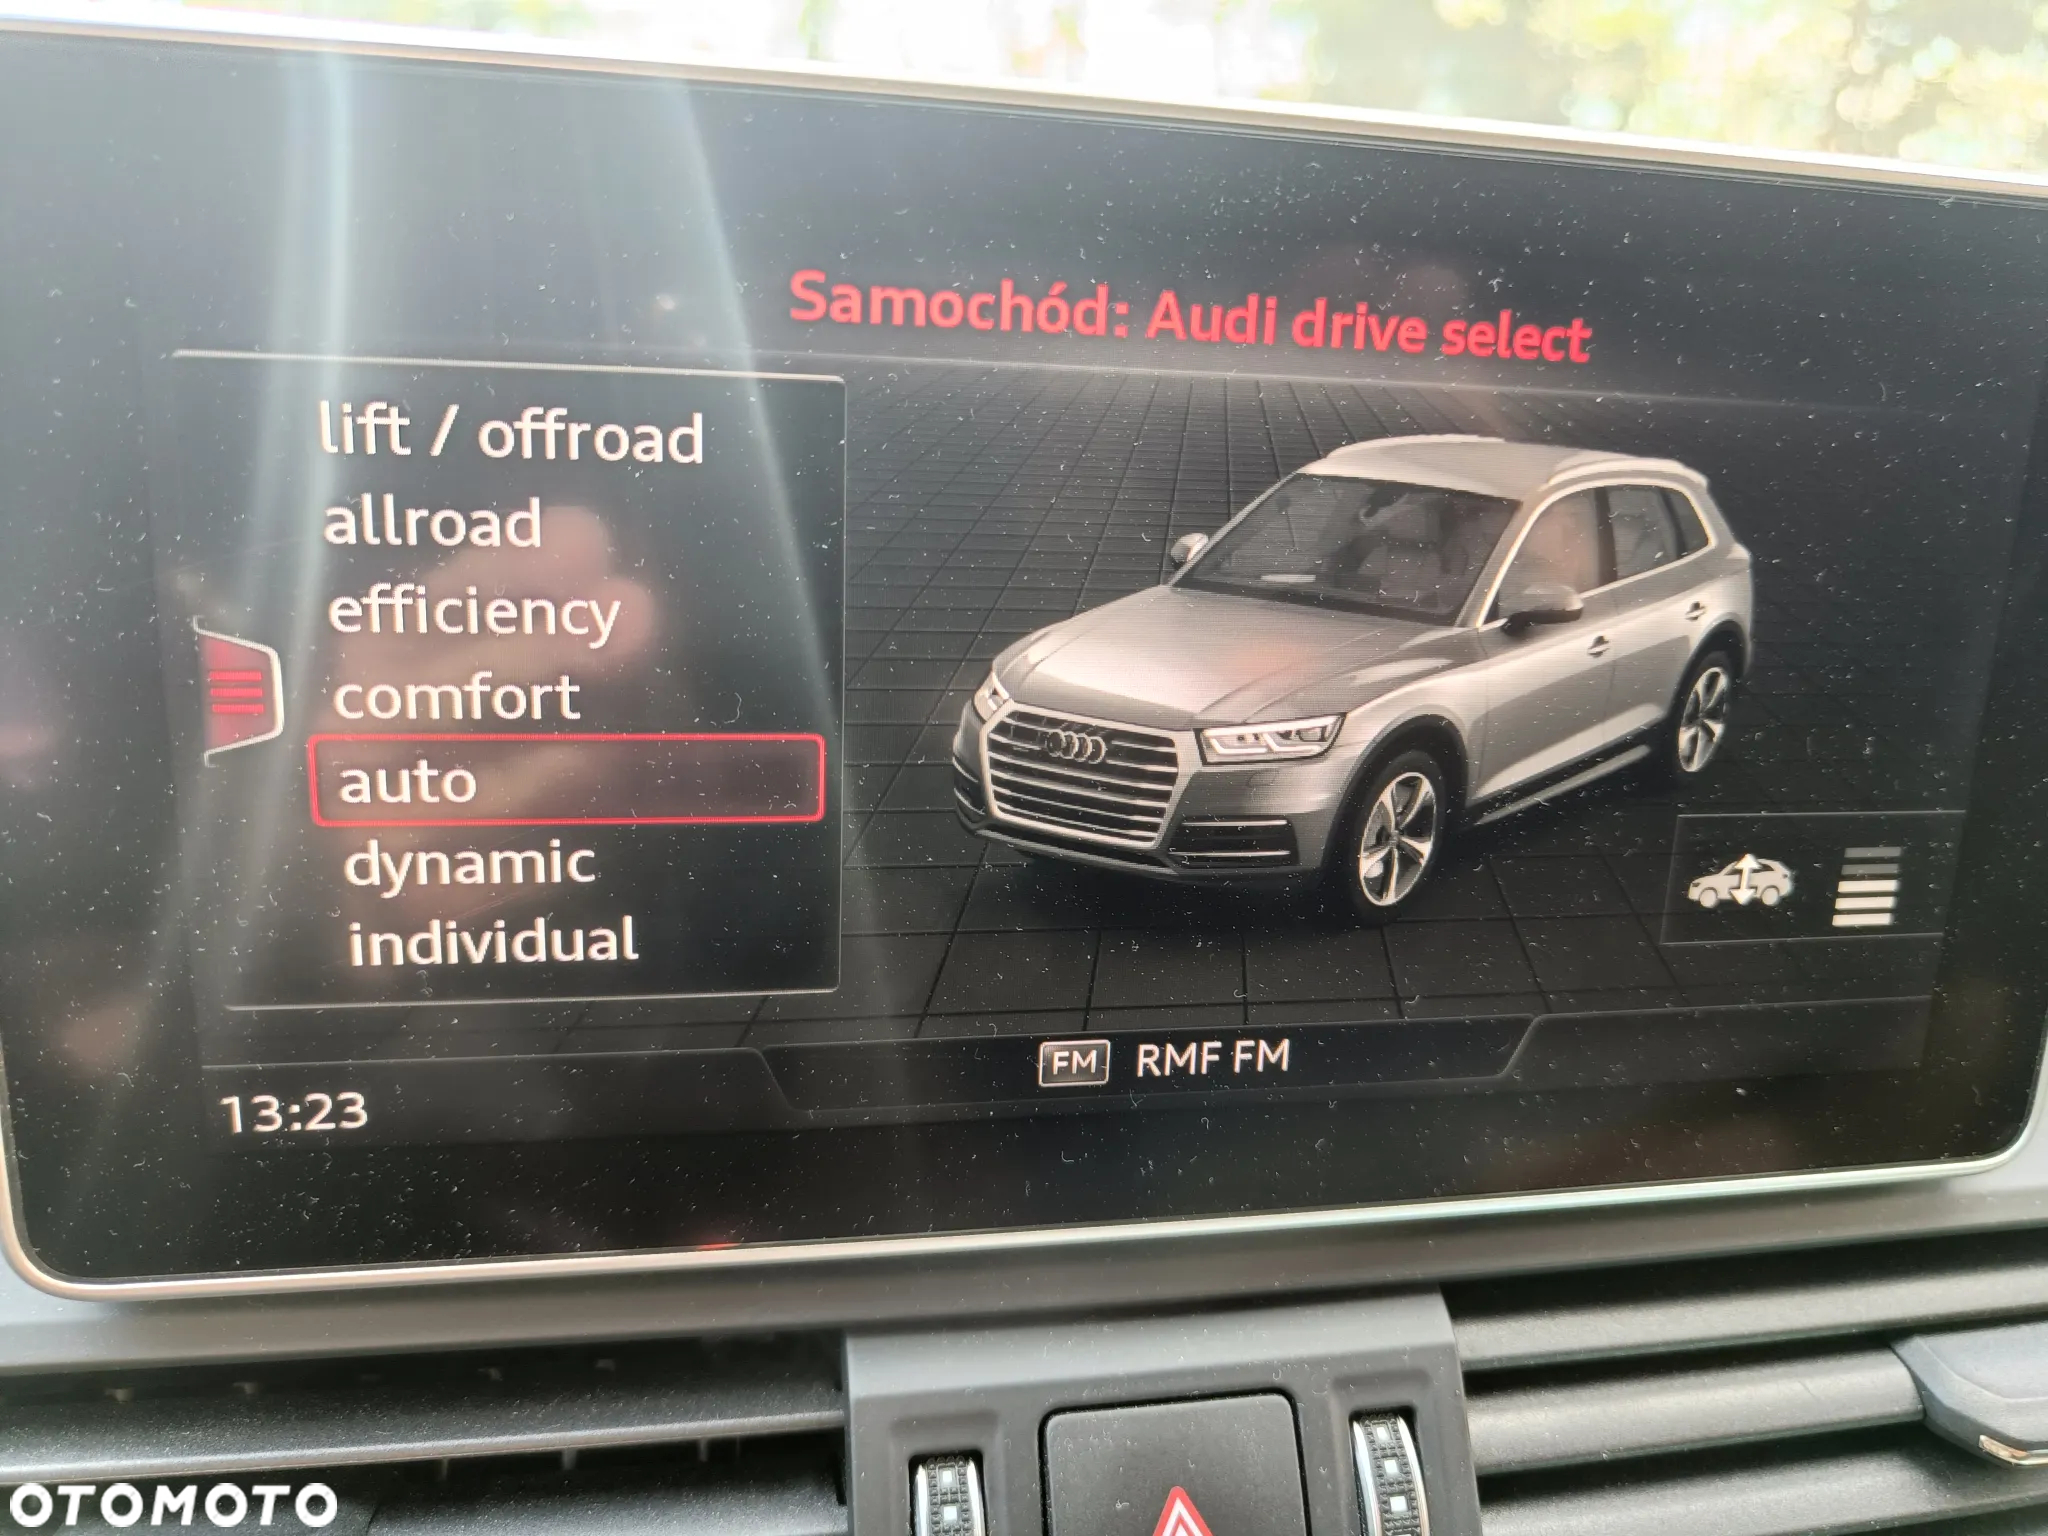 Samochód: Audi drive select
lift / offroad
allroad
efficiency
comfort
auto
dynamic
individual
FM RMF FM
13:23
OTOMOTO